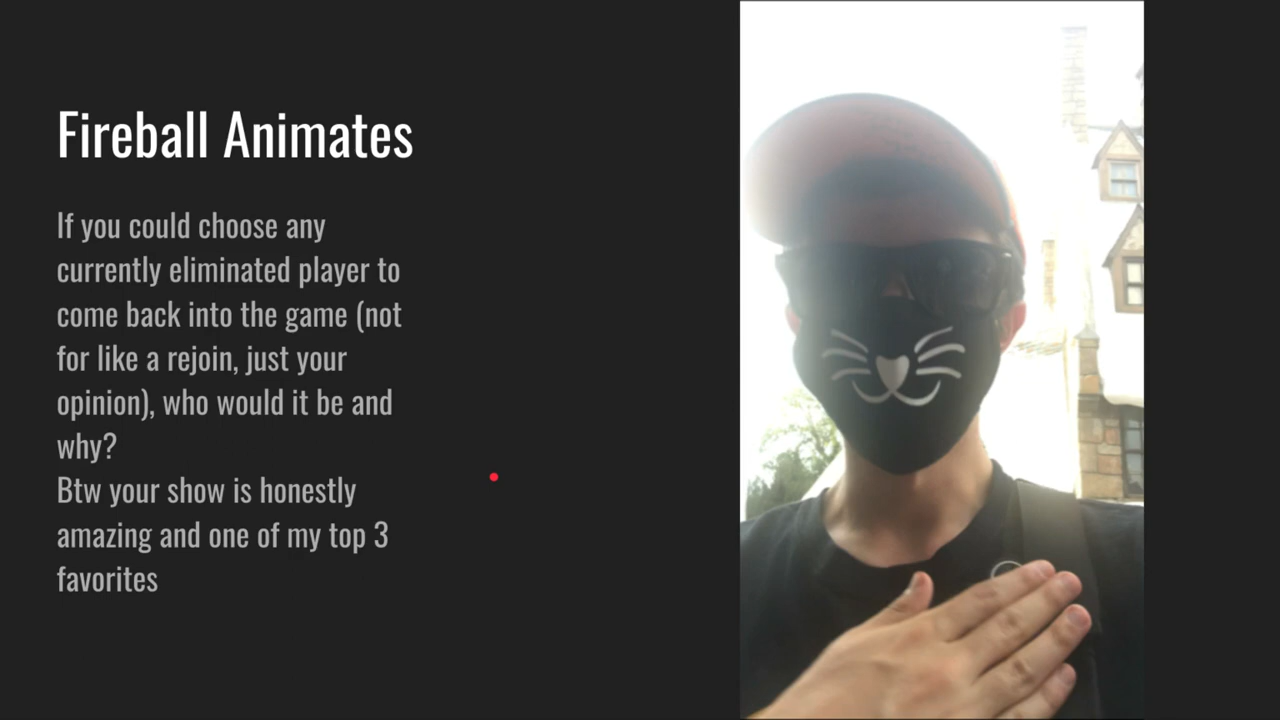 Fireball Animates
If you could choose any
currently eliminated player to
come back into the game (not
for like a rejoin, just your
opinion), who would it be and
why?
Btw your show is honestly
amazing and one of my top 3
favorites